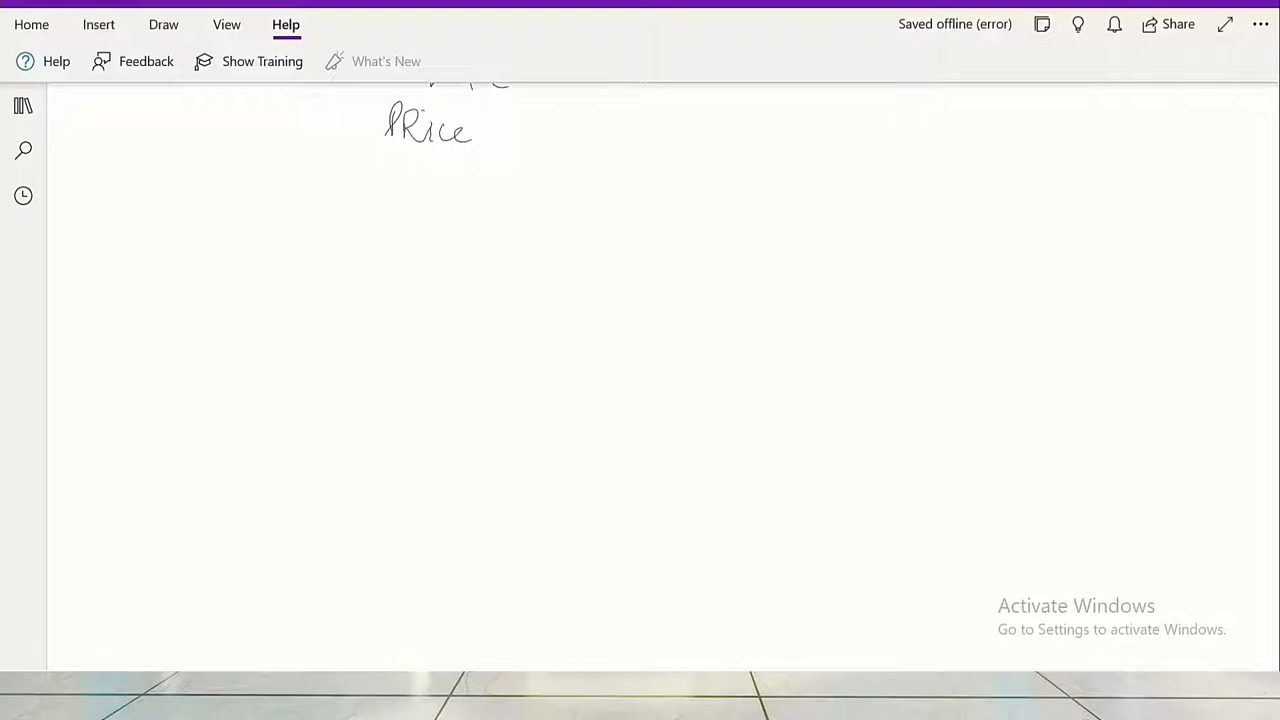 Home Insert Draw View Help Saved offline (error) Share
Help Feedback Show Training What's New
PRice
Activate Windows
Go to Settings to activate Windows.